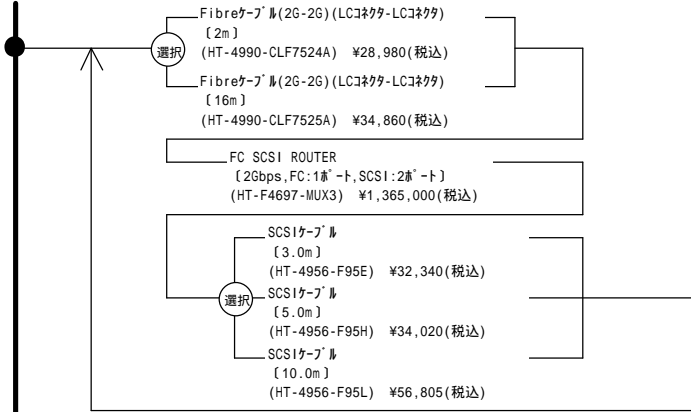 Fibreｹｰﾌﾞﾙ(2G-2G)(LCｺﾈｸﾀ-LCｺﾈｸﾀ)
〔2m〕
選択
(HT-4990-CLF7524A) ¥28,980(税込)
Fibreｹｰﾌﾞﾙ(2G-2G)(LCｺﾈｸﾀ-LCｺﾈｸﾀ)
〔16m〕
(HT-4990-CLF7525A) ¥34,860(税込)
FC SCSI ROUTER
〔2Gbps,FC:1ﾎﾟｰﾄ,SCSI:2ﾎﾟｰﾄ〕
(HT-F4697-MUX3) ¥1,365,000(税込)
SCSIｹｰﾌﾞﾙ
〔3.0m〕
(HT-4956-F95E) ¥32,340(税込)
選択
SCSIｹｰﾌﾞﾙ
〔5.0m〕
(HT-4956-F95H) ¥34,020(税込)
SCSIｹｰﾌﾞﾙ
〔10.0m〕
(HT-4956-F95L) ¥56,805(税込)